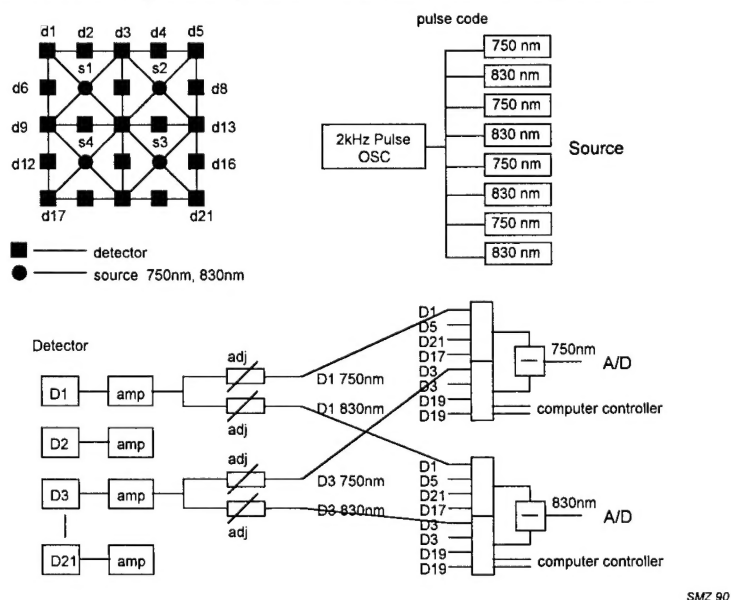 d1 d2 d3 d4 d5
s1 s2
d6 d8
d9 d13
s4 s3
d12 d16
d17 d21
detector
source 750nm, 830nm
pulse code
2kHz Pulse
OSC
750 nm
830 nm
750 nm
830 nm
750 nm
830 nm
750 nm
830 nm
Source
Detector
D1 amp
D2 amp
D3 amp
D21 amp
adj
D1 750nm
D1 830nm
adj
adj
D3 750nm
D3 830nm
adj
D1
D5
D21
D17
D3
D3
D19
D19
750nm
A/D
computer controller
D1
D5
D21
D17
D3
D3
D19
D19
830nm
A/D
computer controller
SMZ 90